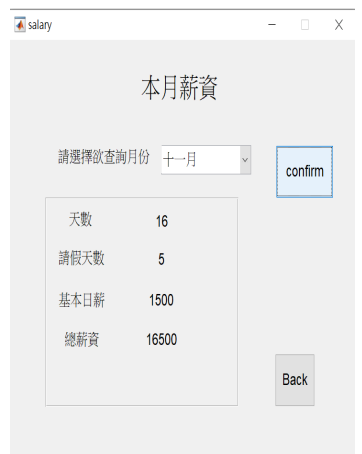 salary
本月薪資
請選擇欲查詢月份 十一月 confirm
天數 16
請假天數 5
基本日薪 1500
總薪資 16500
Back